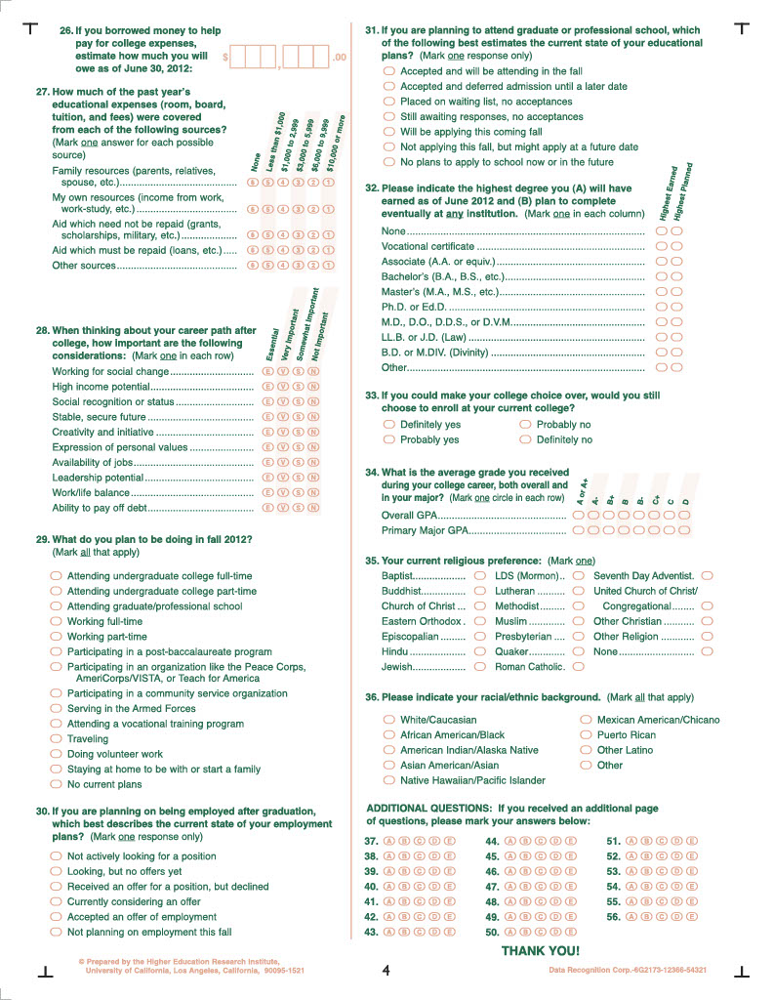 26. If you borrowed money to help
pay for college expenses,
estimate how much you will
owe as of June 30, 2012:
$ , .00
27. How much of the past year's
educational expenses (room, board,
tuition, and fees) were covered
from each of the following sources?
(Mark one answer for each possible
source)
None
Less than $1,000
$1,000 to 2,999
$3,000 to 5,999
$6,000 to 9,999
$10,000 or more
Family resources (parents, relatives,
spouse, etc.)........................................ 6 5 4 3 2 1
My own resources (income from work,
work-study, etc.) .................................. 6 5 4 3 2 1
Aid which need not be repaid (grants,
scholarships, military, etc.)................... 6 5 4 3 2 1
Aid which must be repaid (loans, etc.)..... 6 5 4 3 2 1
Other sources......................................... 6 5 4 3 2 1
28. When thinking about your career path after
college, how important are the following
considerations: (Mark one in each row)
Essential
Very Important
Somewhat Important
Not Important
Working for social change............................. E V S N
High income potential.................................... E V S N
Social recognition or status........................... E V S N
Stable, secure future..................................... E V S N
Creativity and initiative.................................. E V S N
Expression of personal values...................... E V S N
Availability of jobs.......................................... E V S N
Leadership potential...................................... E V S N
Work/life balance........................................... E V S N
Ability to pay off debt..................................... E V S N
29. What do you plan to be doing in fall 2012?
(Mark all that apply)
Attending undergraduate college full-time
Attending undergraduate college part-time
Attending graduate/professional school
Working full-time
Working part-time
Participating in a post-baccalaureate program
Participating in an organization like the Peace Corps,
AmeriCorps/VISTA, or Teach for America
Participating in a community service organization
Serving in the Armed Forces
Attending a vocational training program
Traveling
Doing volunteer work
Staying at home to be with or start a family
No current plans
30. If you are planning on being employed after graduation,
which best describes the current state of your employment
plans? (Mark one response only)
Not actively looking for a position
Looking, but no offers yet
Received an offer for a position, but declined
Currently considering an offer
Accepted an offer of employment
Not planning on employment this fall
31. If you are planning to attend graduate or professional school, which
of the following best estimates the current state of your educational
plans? (Mark one response only)
Accepted and will be attending in the fall
Accepted and deferred admission until a later date
Placed on waiting list, no acceptances
Still awaiting responses, no acceptances
Will be applying this coming fall
Not applying this fall, but might apply at a future date
No plans to apply to school now or in the future
32. Please indicate the highest degree you (A) will have
earned as of June 2012 and (B) plan to complete
eventually at any institution. (Mark one in each column)
Highest Earned
Highest Planned
None.................................................................................
Vocational certificate .........................................................
Associate (A.A. or equiv.)...................................................
Bachelor's (B.A., B.S., etc.)................................................
Master's (M.A., M.S., etc.)..................................................
Ph.D. or Ed.D. ...................................................................
M.D., D.O., D.D.S., or D.V.M..............................................
LL.B. or J.D. (Law) ............................................................
B.D. or M.DIV. (Divinity) ....................................................
Other.................................................................................
33. If you could make your college choice over, would you still
choose to enroll at your current college?
Definitely yes Probably no
Probably yes Definitely no
34. What is the average grade you received
during your college career, both overall and
in your major? (Mark one circle in each row)
A or A+ A- B+ B B- C+ C D
Overall GPA............................................
Primary Major GPA.................................
35. Your current religious preference: (Mark one)
Baptist.................. LDS (Mormon).. Seventh Day Adventist.
Buddhist............... Lutheran .......... United Church of Christ/
Church of Christ ... Methodist......... Congregational........
Eastern Orthodox . Muslim ............. Other Christian ...........
Episcopalian ......... Presbyterian .... Other Religion ............
Hindu ................... Quaker............. None...........................
Jewish................... Roman Catholic.
36. Please indicate your racial/ethnic background. (Mark all that apply)
White/Caucasian Mexican American/Chicano
African American/Black Puerto Rican
American Indian/Alaska Native Other Latino
Asian American/Asian Other
Native Hawaiian/Pacific Islander
ADDITIONAL QUESTIONS: If you received an additional page
of questions, please mark your answers below:
37. A B C D E 44. A B C D E 51. A B C D E
38. A B C D E 45. A B C D E 52. A B C D E
39. A B C D E 46. A B C D E 53. A B C D E
40. A B C D E 47. A B C D E 54. A B C D E
41. A B C D E 48. A B C D E 55. A B C D E
42. A B C D E 49. A B C D E 56. A B C D E
43. A B C D E 50. A B C D E
THANK YOU!
© Prepared by the Higher Education Research Institute,
University of California, Los Angeles, California, 90095-1521
4
Data Recognition Corp.-6G2173-12366-54321